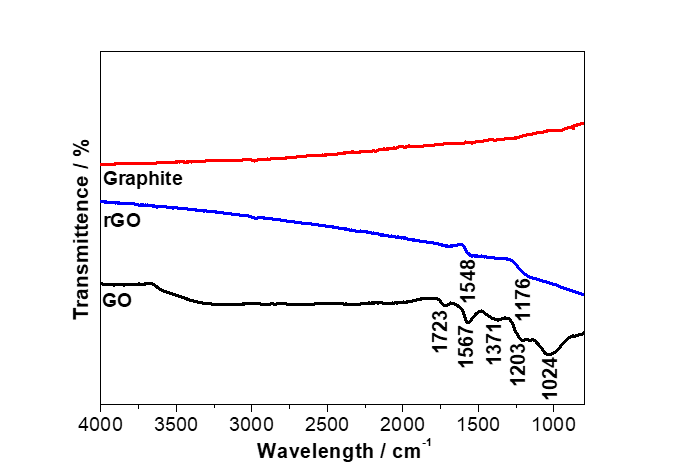 Transmittence / %
Graphite
rGO
1548
1176
GO
1723
1567
1371
1203
1024
4000 3500 3000 2500 2000 1500 1000
Wavelength / cm⁻¹